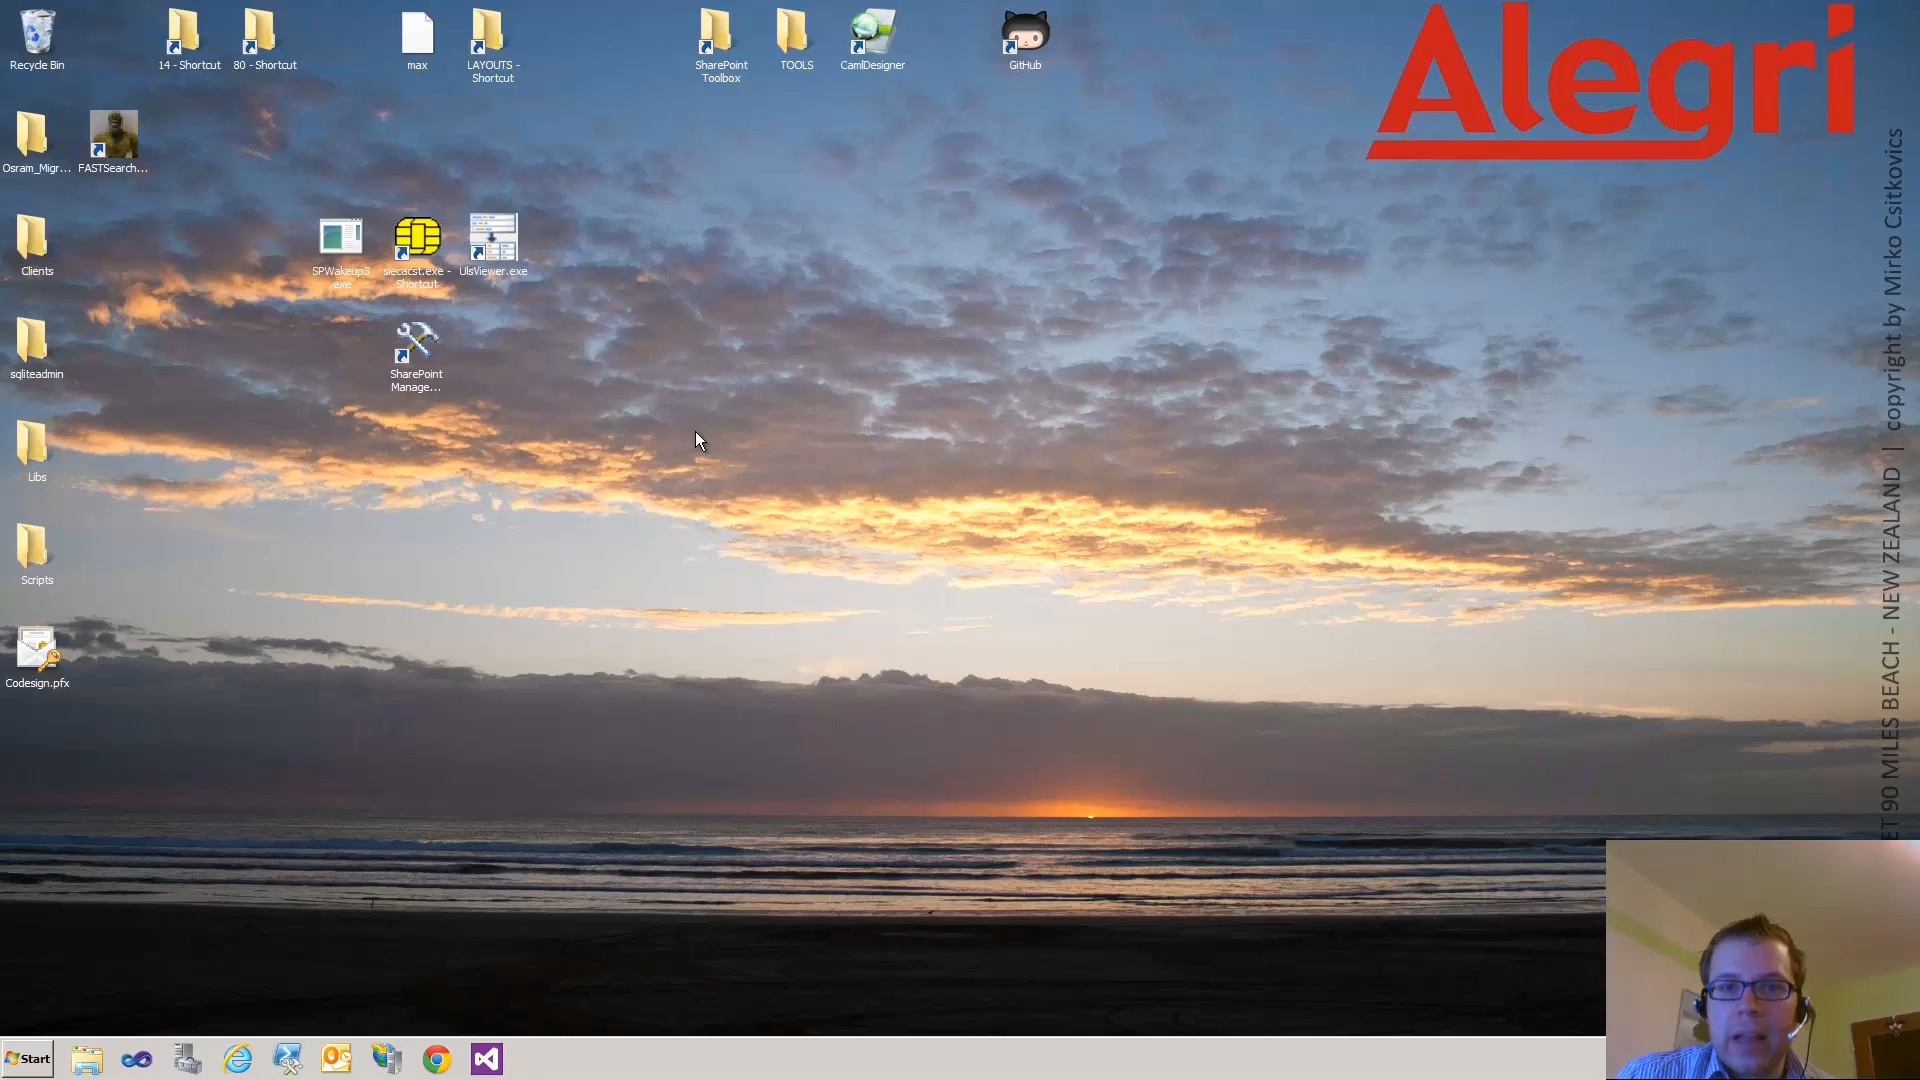 Recycle Bin
14 - Shortcut
80 - Shortcut
max
LAYOUTS -
Shortcut
SharePoint
Toolbox
TOOLS
CamlDesigner
GitHub
Alegri
Osram_Migr...
FASTSearch...
Clients
SPWakeup3
.exe
siecacst.exe -
Shortcut
UlsViewer.exe
sqliteadmin
SharePoint
Manage...
Libs
Scripts
Codesign.pfx
ET 90 MILES BEACH - NEW ZEALAND | copyright by Mirko Csitkovics
Start